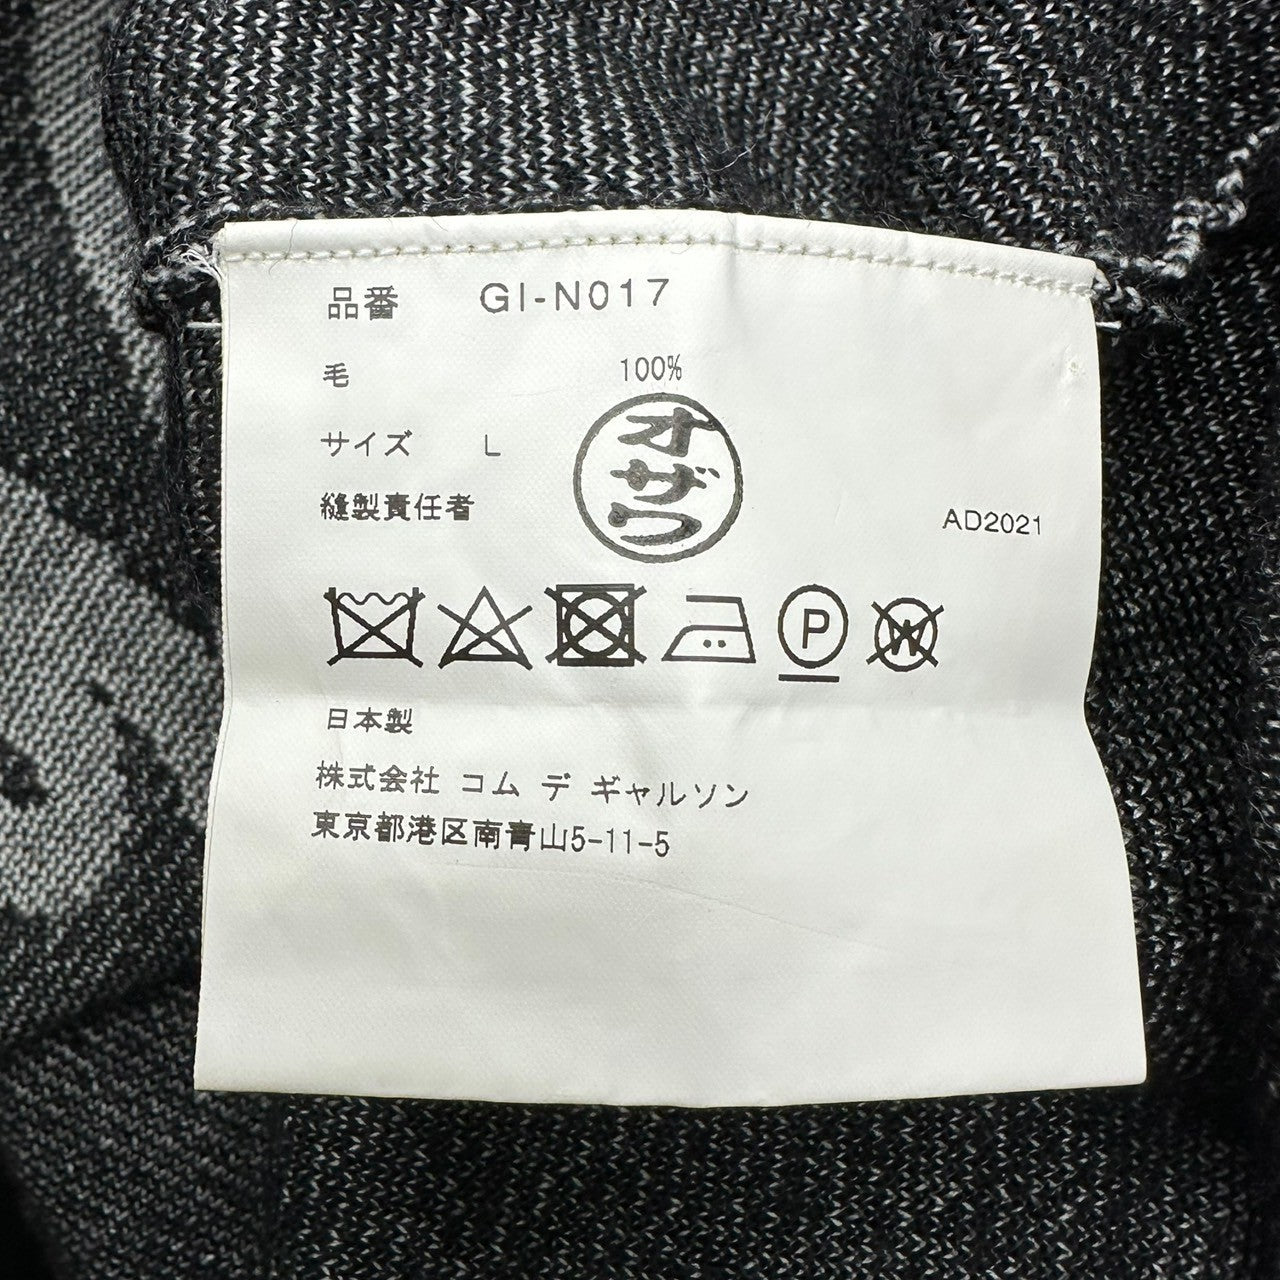 品番 GI-N017
毛 100%
サイズ L
縫製責任者
オザワ
AD2021
P
W
日本製
株式会社 コム デ ギャルソン
東京都港区南青山5-11-5